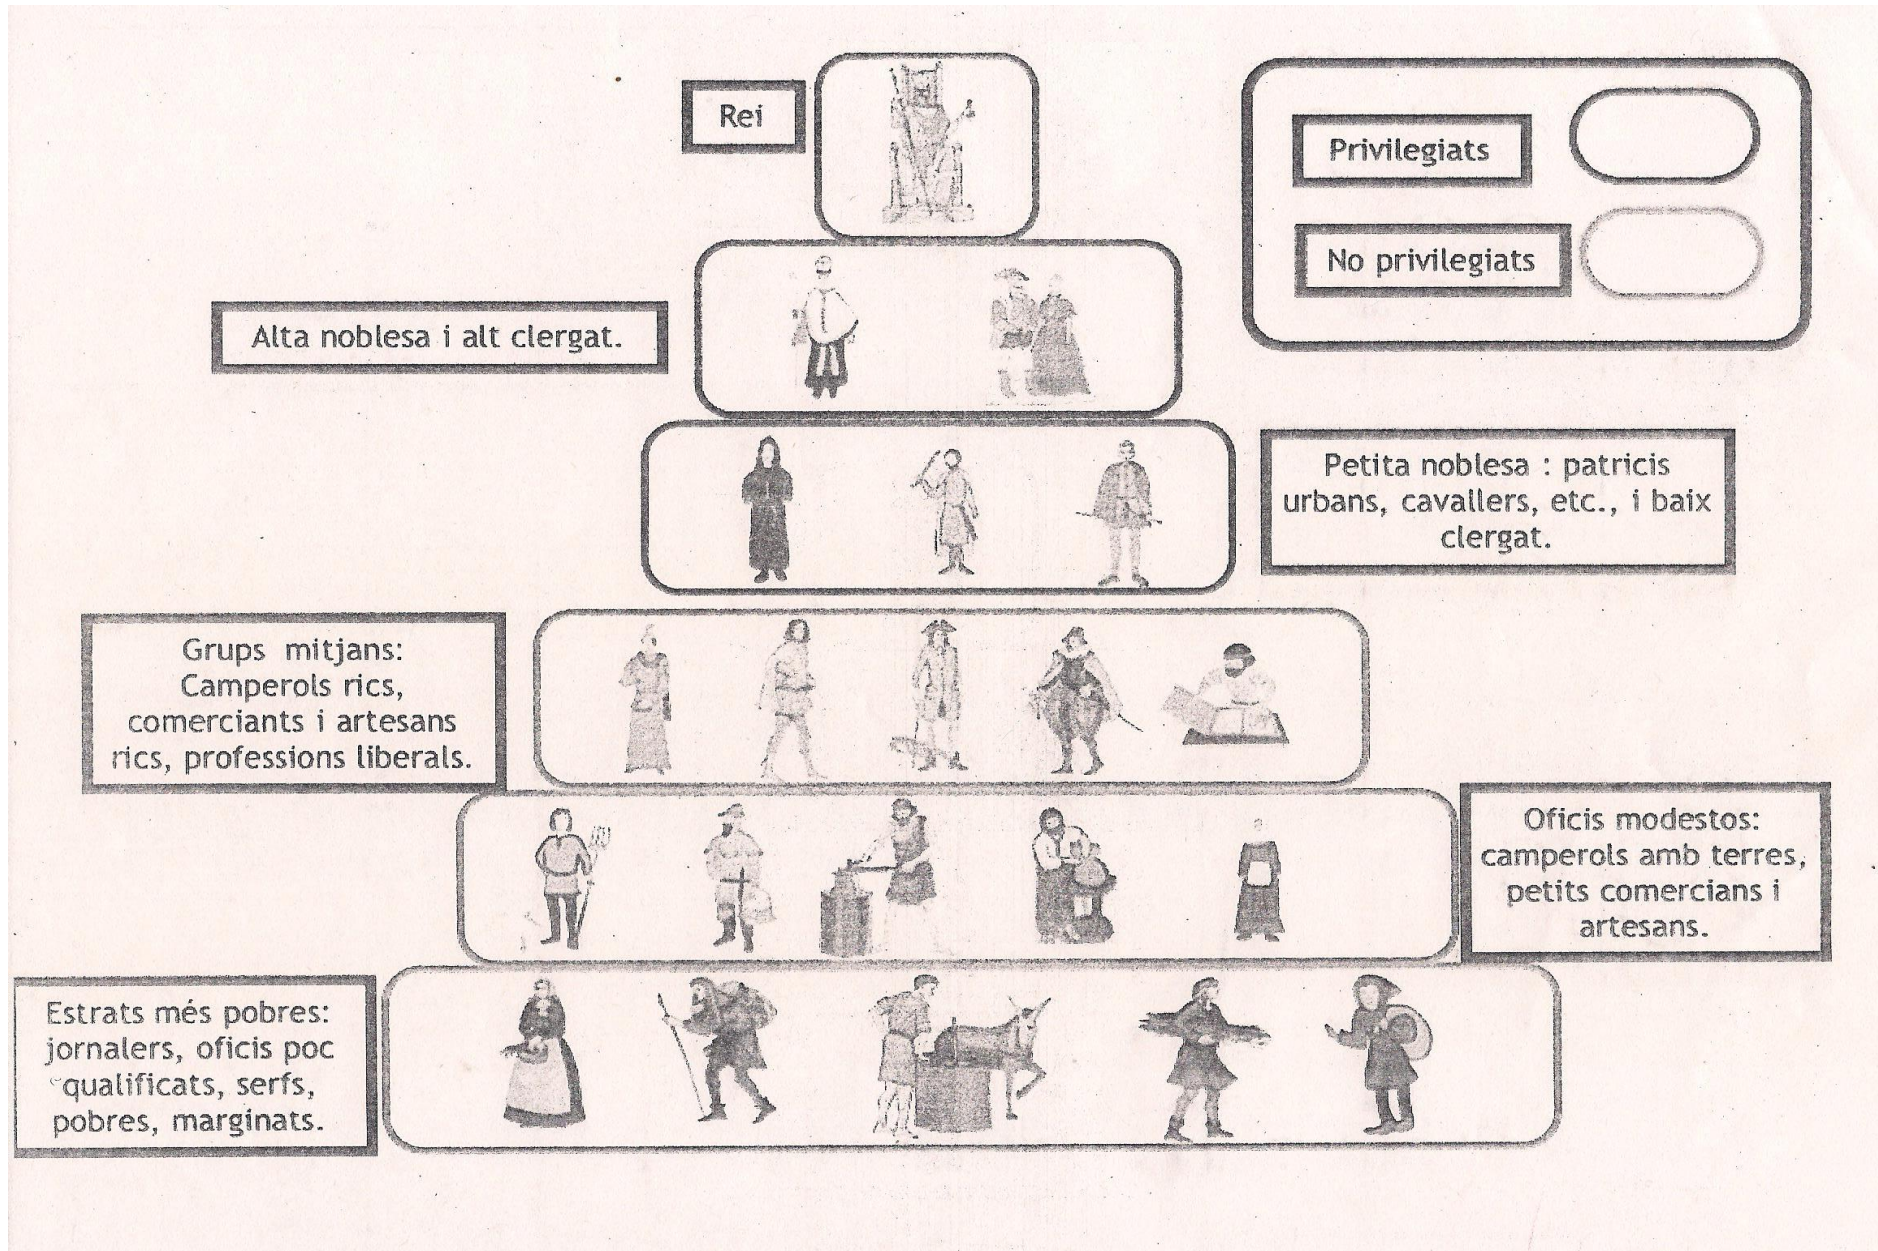 Rei
Privilegiats
No privilegiats
Alta noblesa i alt clergat.
Petita noblesa : patricis
urbans, cavallers, etc., i baix
clergat.
Grups mitjans:
Camperols rics,
comerciants i artesans
rics, professions liberals.
Oficis modestos:
camperols amb terres,
petits comercians i
artesans.
Estrats més pobres:
jornalers, oficis poc
qualificats, serfs,
pobres, marginats.